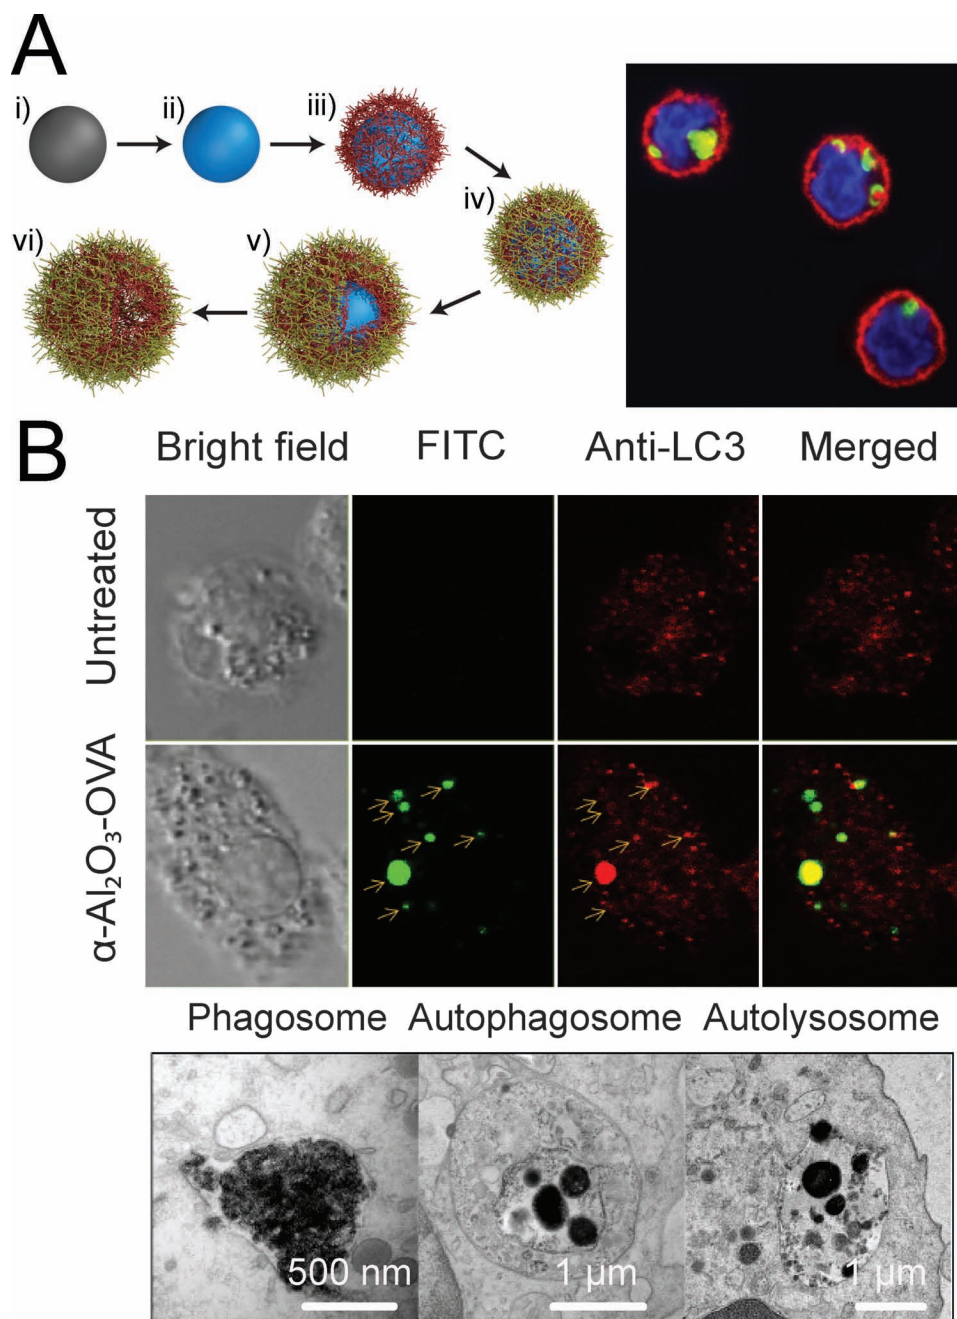 A
i)
ii)
iii)
iv)
vi)
v)
B
Bright field FITC Anti-LC3 Merged
Untreated
α-Al₂O₃-OVA
Phagosome Autophagosome Autolysosome
500 nm 1 µm 1 µm